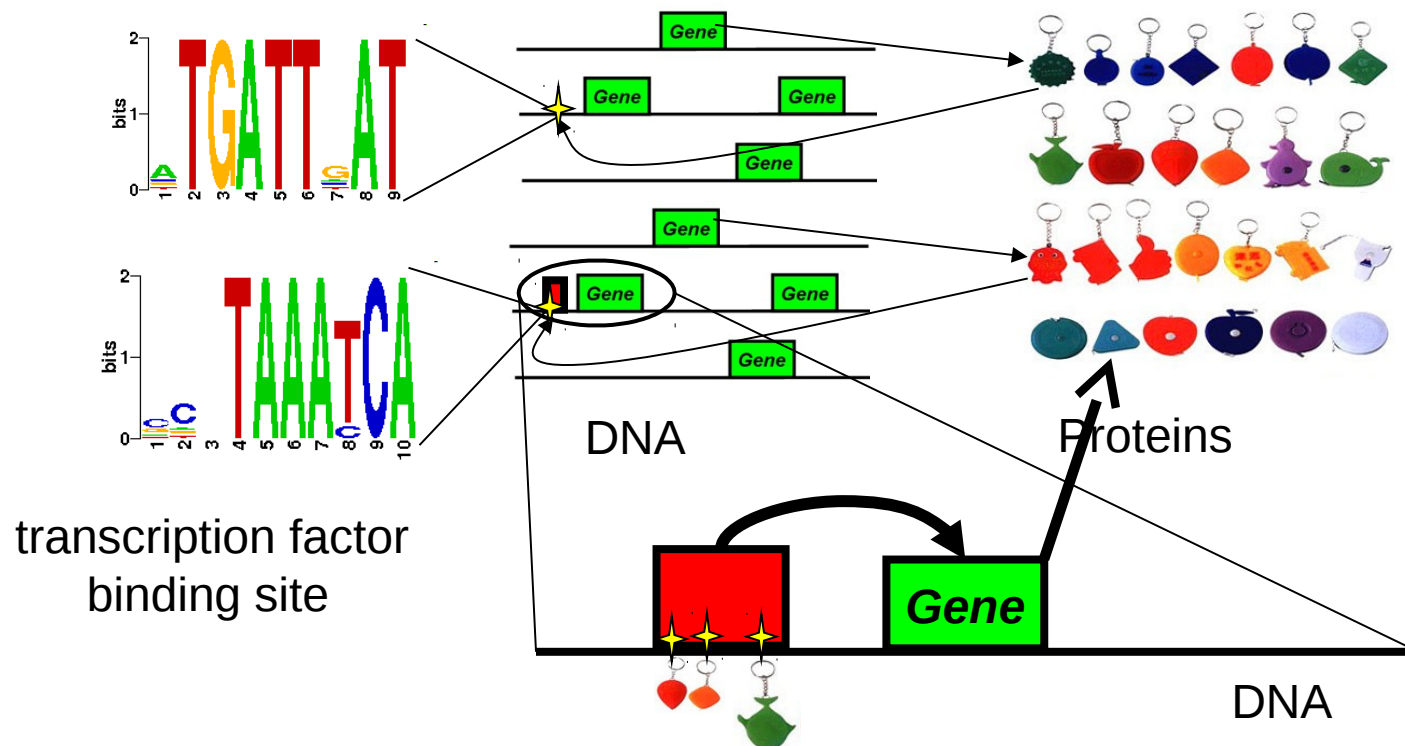 2
bits
1
0
A T G A T T G A T
1 2 3 4 5 6 7 8 9
Gene
Gene
Gene
Gene
2
bits
1
0
C C T A A A T C A
C
1 2 3 4 5 6 7 8 9 10
Gene
Gene
Gene
Gene
DNA
Proteins
transcription factor
binding site
Gene
DNA